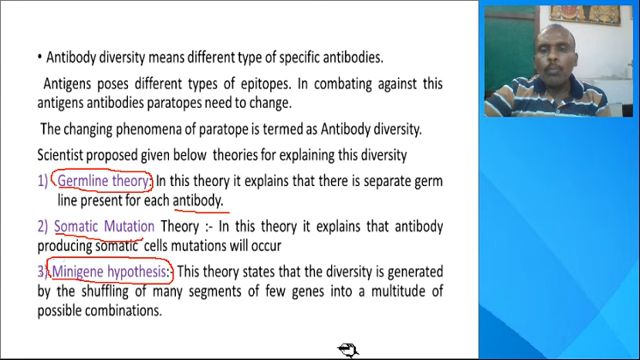 • Antibody diversity means different type of specific antibodies.
Antigens poses different types of epitopes. In combating against this
antigens antibodies paratopes need to change.
The changing phenomena of paratope is termed as Antibody diversity.
Scientist proposed given below theories for explaining this diversity
1) Germline theory: In this theory it explains that there is separate germ
line present for each antibody.
2) Somatic Mutation Theory :- In this theory it explains that antibody
producing somatic cells mutations will occur
3) Minigene hypothesis:- This theory states that the diversity is generated
by the shuffling of many segments of few genes into a multitude of
possible combinations.